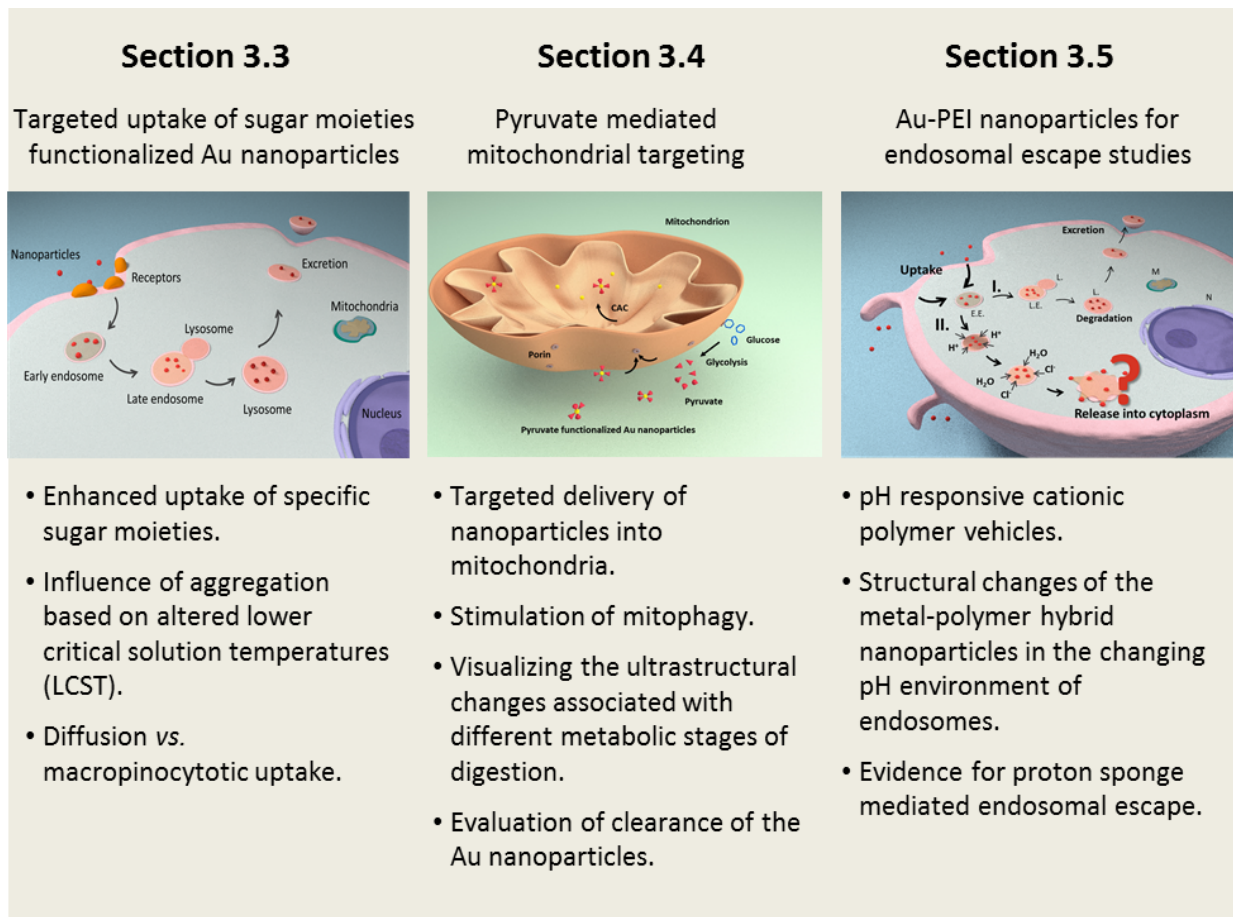 Section 3.3
Targeted uptake of sugar moieties
functionalized Au nanoparticles
Nanoparticles
Receptors
Excretion
Mitochondria
Lysosome
Early endosome
Late endosome
Lysosome
Nucleus
• Enhanced uptake of specific
sugar moieties.
• Influence of aggregation
based on altered lower
critical solution temperatures
(LCST).
• Diffusion vs.
macropinocytotic uptake.
Section 3.4
Pyruvate mediated
mitochondrial targeting
Mitochondrion
CAC
Porin
Glucose
Glycolysis
Pyruvate
Pyruvate functionalized Au nanoparticles
• Targeted delivery of
nanoparticles into
mitochondria.
• Stimulation of mitophagy.
• Visualizing the ultrastructural
changes associated with
different metabolic stages of
digestion.
• Evaluation of clearance of the
Au nanoparticles.
Section 3.5
Au-PEI nanoparticles for
endosomal escape studies
Excretion
Uptake
I.
L.
M
E.E.
L.E.
L.
N
Degradation
II.
H⁺
H⁺
H⁺
H₂O
Cl⁻
H₂O
Cl⁻
?
Release into cytoplasm
• pH responsive cationic
polymer vehicles.
• Structural changes of the
metal-polymer hybrid
nanoparticles in the changing
pH environment of
endosomes.
• Evidence for proton sponge
mediated endosomal escape.